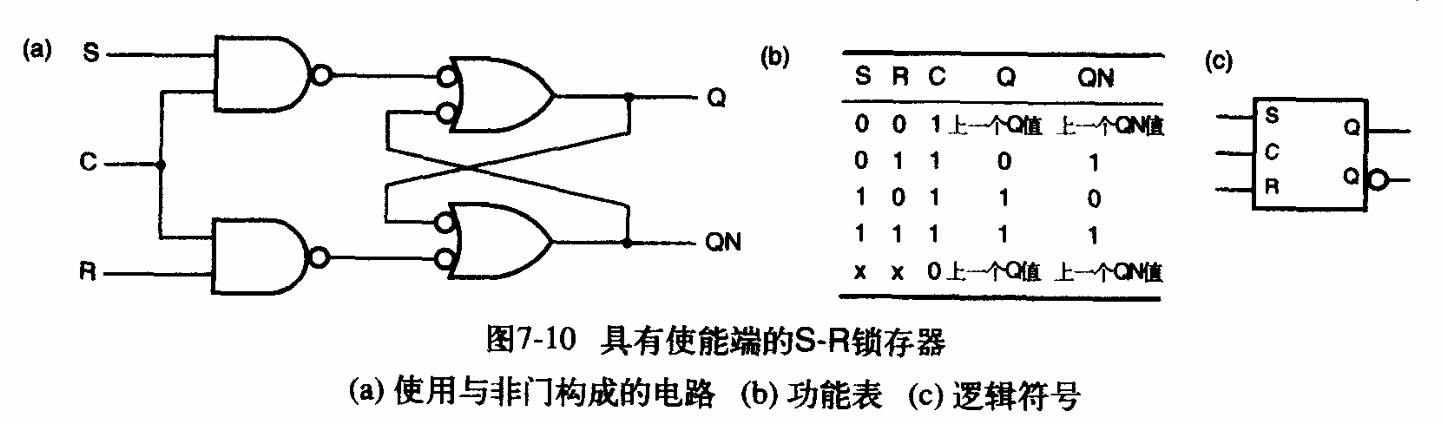 (a)
S
C
R
Q
QN
(b)
S R C Q QN
0 0 1 上一个Q值 上一个QN值
0 1 1 0 1
1 0 1 1 0
1 1 1 1 1
x x 0 上一个Q值 上一个QN值
(c)
S
C
R
Q
Q
图7-10 具有使能端的S-R锁存器
(a) 使用与非门构成的电路 (b) 功能表 (c) 逻辑符号